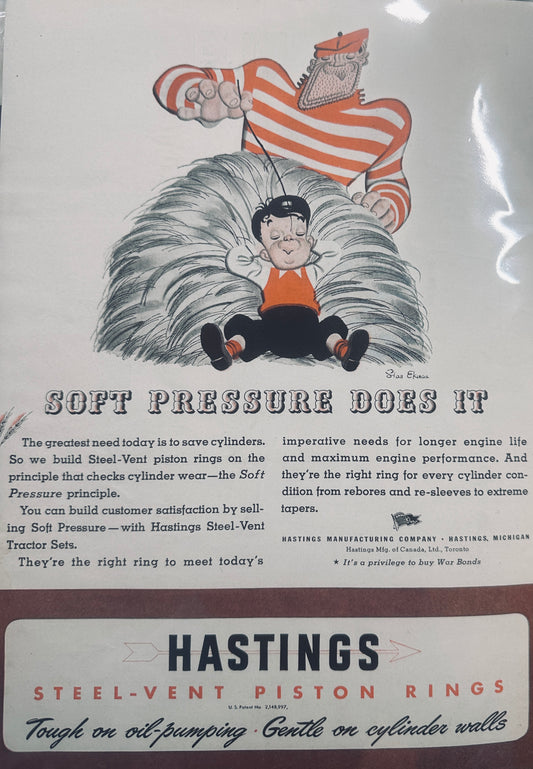 Stan Ekman
SOFT PRESSURE DOES IT
The greatest need today is to save cylinders.
So we build Steel-Vent piston rings on the
principle that checks cylinder wear—the Soft
Pressure principle.
You can build customer satisfaction by sell-
ing Soft Pressure—with Hastings Steel-Vent
Tractor Sets.
They're the right ring to meet today's
imperative needs for longer engine life
and maximum engine performance. And
they're the right ring for every cylinder con-
dition from rebores and re-sleeves to extreme
tapers.
HASTINGS MANUFACTURING COMPANY · HASTINGS, MICHIGAN
Hastings Mfg. of Canada, Ltd., Toronto
★ It's a privilege to buy War Bonds
HASTINGS
STEEL-VENT PISTON RINGS
U. S. Patent No. 2,148,997,
Tough on oil-pumping · Gentle on cylinder walls